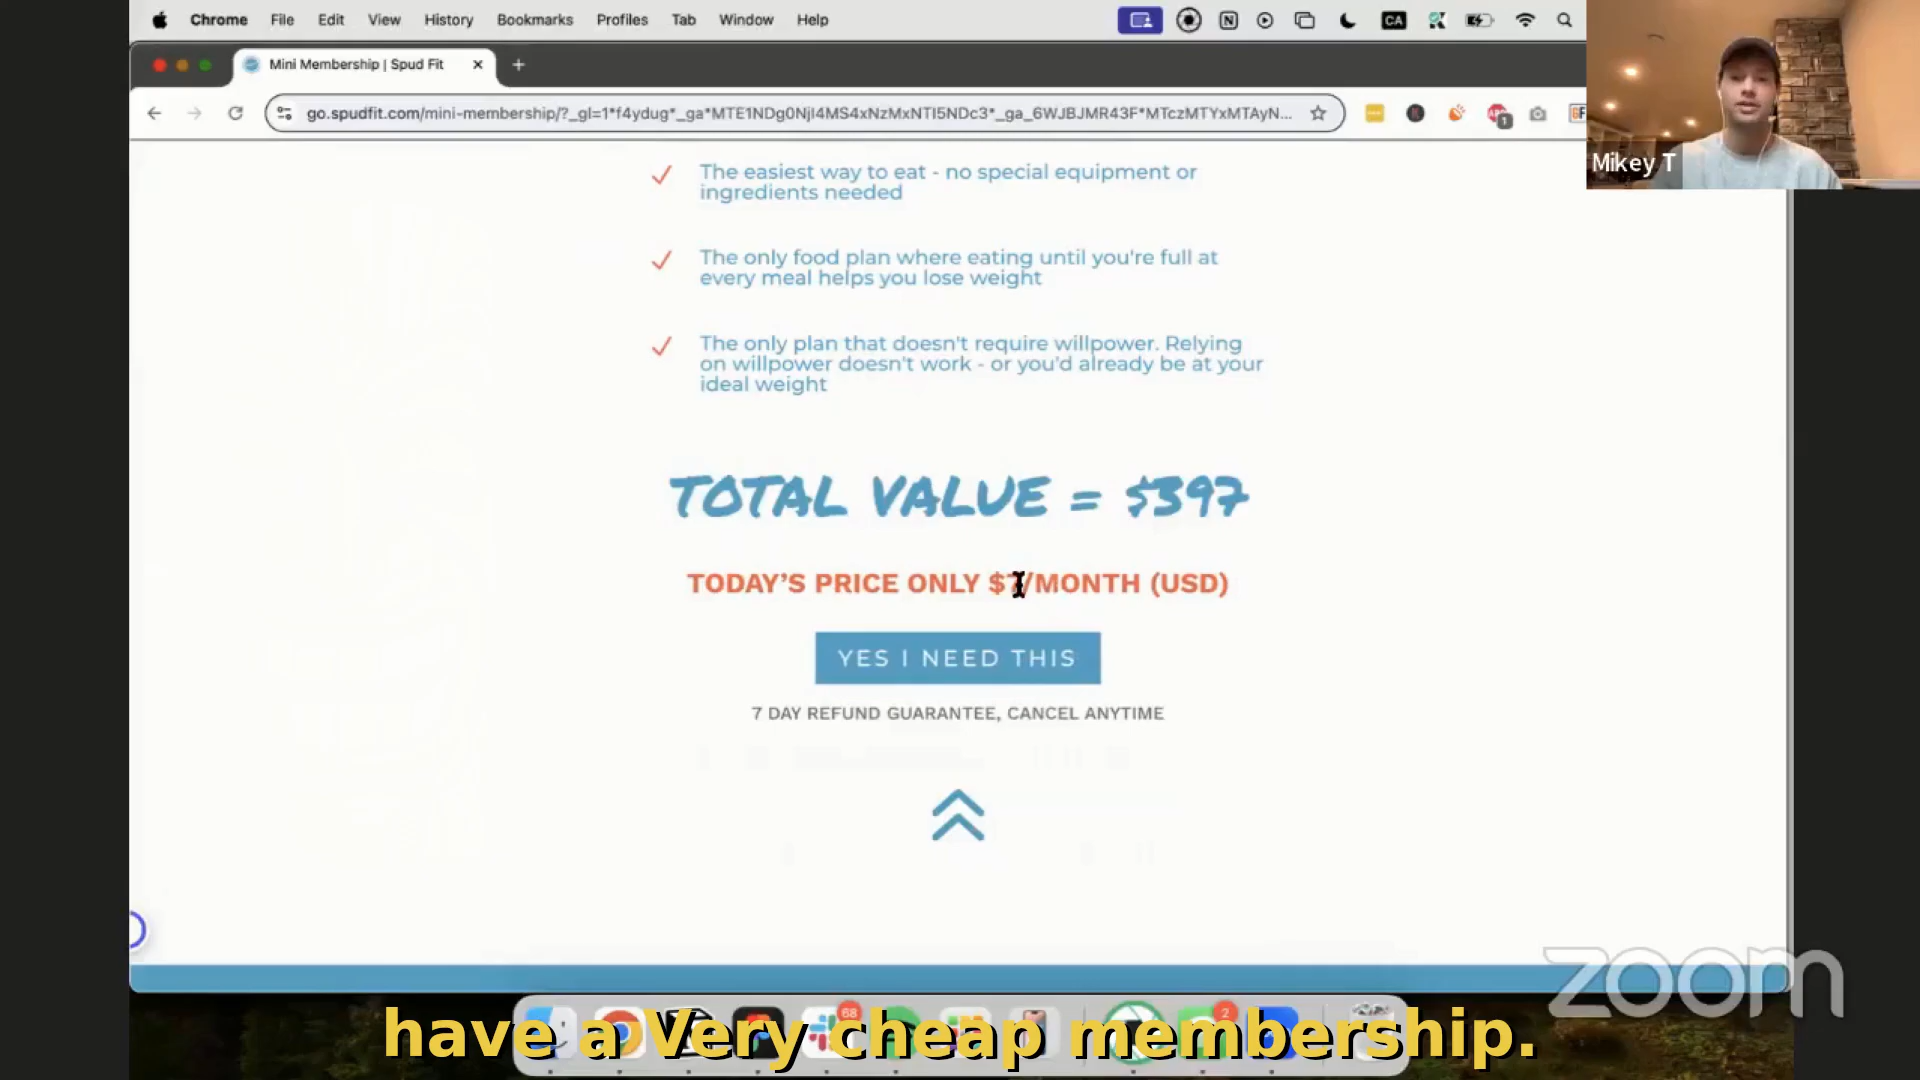 Chrome File Edit View History Bookmarks Profiles Tab Window Help
CA
Mini Membership | Spud Fit
go.spudfit.com/mini-membership/?_gl=1*f4ydug*_ga*MTE1NDg0NjI4MS4xNzMxNTI5NDc3*_ga_6WJBJMR43F*MTczMTYxMTAyN...
1
Mikey T
The easiest way to eat - no special equipment or
ingredients needed
The only food plan where eating until you're full at
every meal helps you lose weight
The only plan that doesn't require willpower. Relying
on willpower doesn't work - or you'd already be at your
ideal weight
TOTAL VALUE = $397
TODAY'S PRICE ONLY $7/MONTH (USD)
YES I NEED THIS
7 DAY REFUND GUARANTEE, CANCEL ANYTIME
zoom
68
2
have a Very cheap membership.